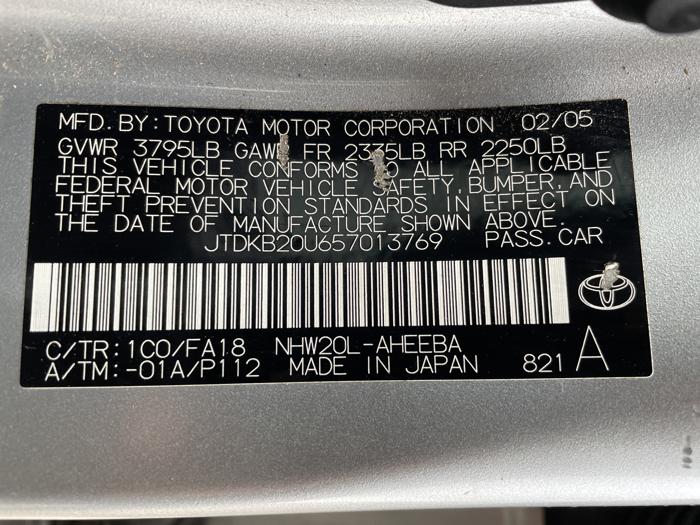 MFD. BY: TOYOTA MOTOR CORPORATION 02/05
GVWR 3795LB GAWR FR 2335LB RR 2250LB
THIS VEHICLE CONFORMS TO ALL APPLICABLE
FEDERAL MOTOR VEHICLE SAFETY, BUMPER, AND
THEFT PREVENTION STANDARDS IN EFFECT ON
THE DATE OF MANUFACTURE SHOWN ABOVE.
JTDKB20U657013769 PASS. CAR
C/TR: 1C0/FA18 NHW20L-AHEEBA
A/TM: -01A/P112 MADE IN JAPAN 821 A